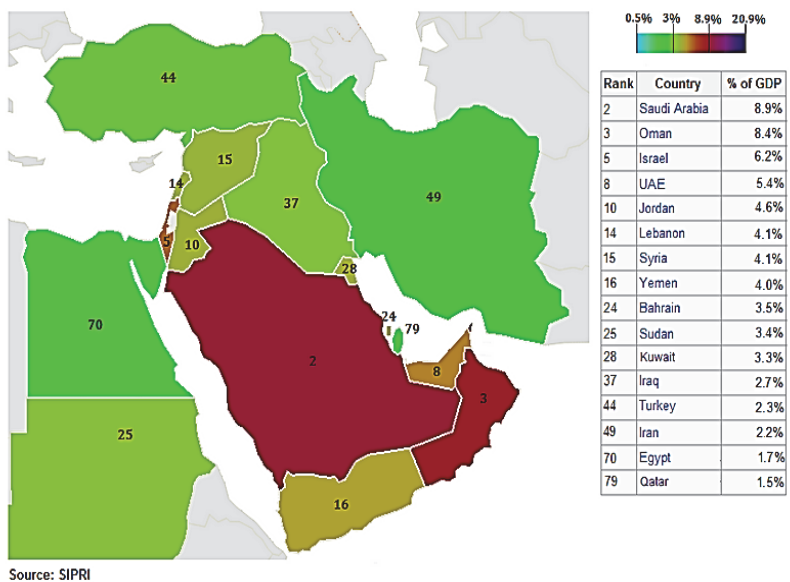 0.5% 3% 8.9% 20.9%
Rank Country % of GDP
2 Saudi Arabia 8.9%
3 Oman 8.4%
5 Israel 6.2%
8 UAE 5.4%
10 Jordan 4.6%
14 Lebanon 4.1%
15 Syria 4.1%
16 Yemen 4.0%
24 Bahrain 3.5%
25 Sudan 3.4%
28 Kuwait 3.3%
37 Iraq 2.7%
44 Turkey 2.3%
49 Iran 2.2%
70 Egypt 1.7%
79 Qatar 1.5%
44
15
14
37
49
5
10
28
24
79
70
2
8
3
25
16
Source: SIPRI